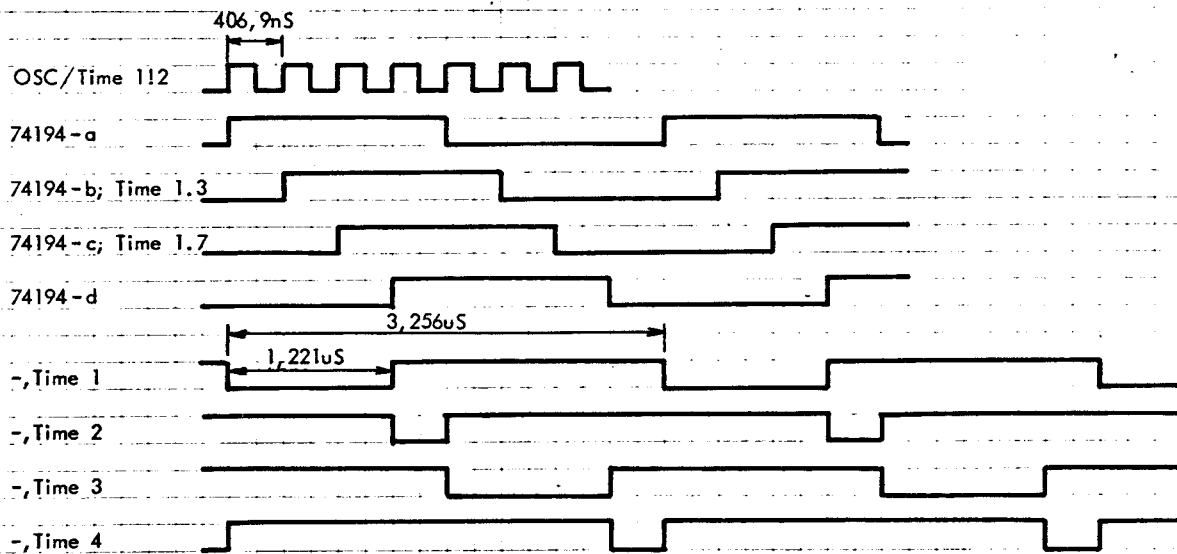 406,9nS
OSC/Time 1!2
74194-a
74194-b; Time 1.3
74194-c; Time 1.7
74194-d
3,256uS
1,221uS
-,Time 1
-,Time 2
-,Time 3
-,Time 4